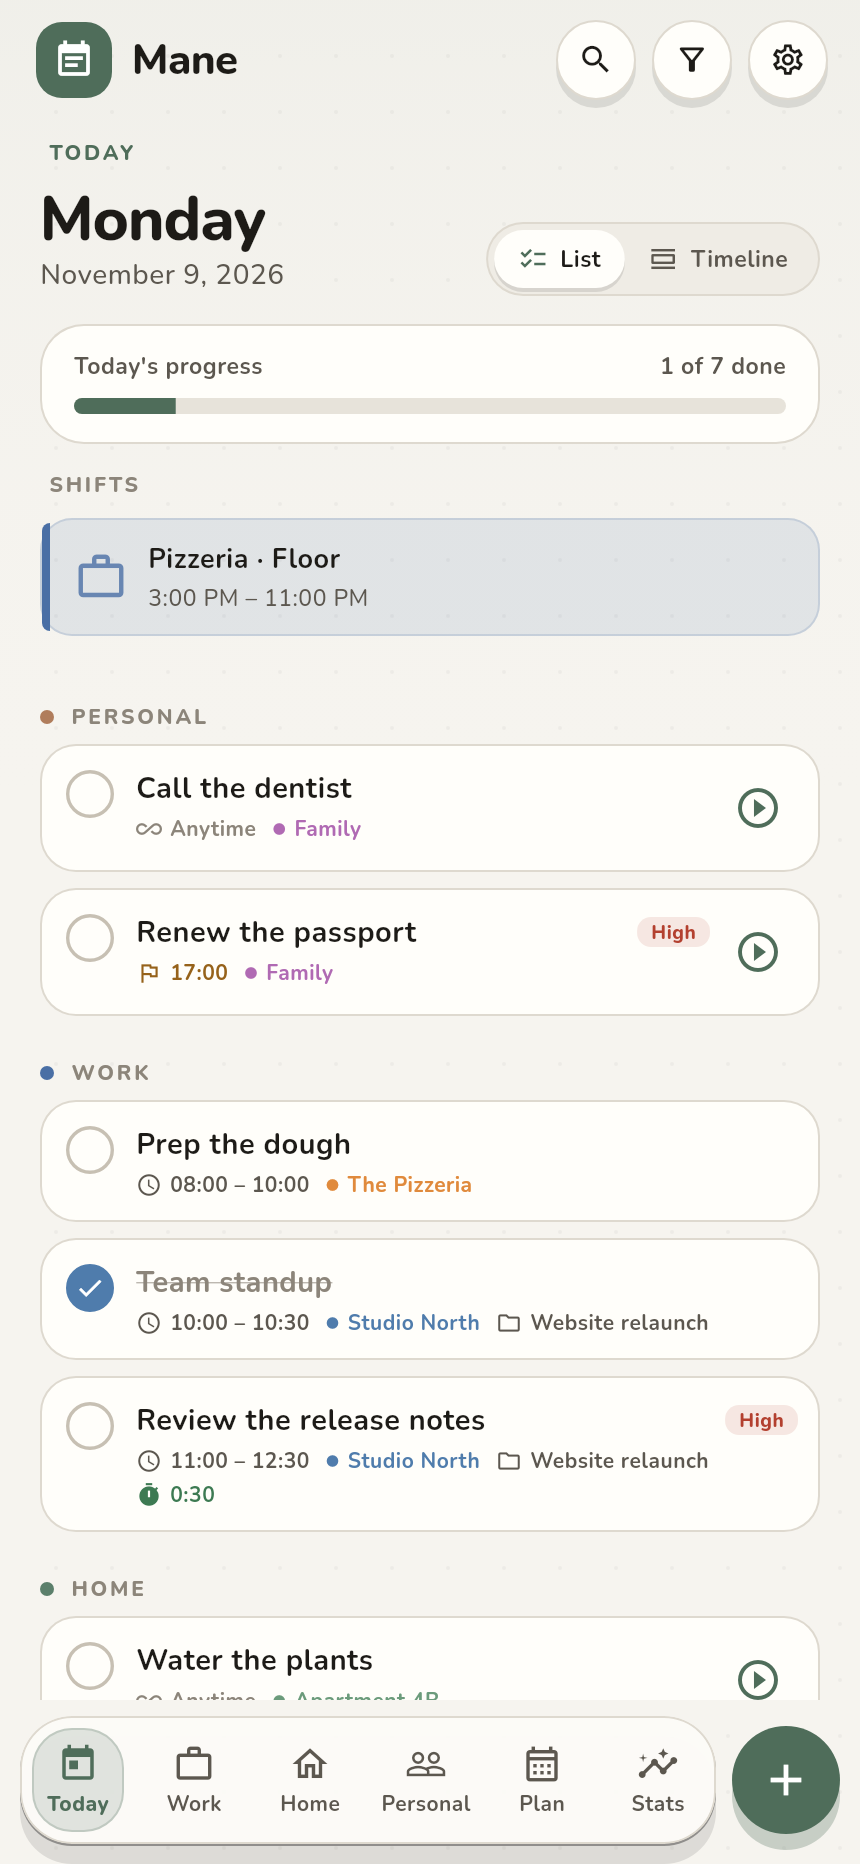 Mane
TODAY
Monday
November 9, 2026
List
Timeline
Today's progress
1 of 7 done
SHIFTS
Pizzeria · Floor
3:00 PM – 11:00 PM
PERSONAL
Call the dentist
Anytime Family
Renew the passport
High
17:00 Family
WORK
Prep the dough
08:00 – 10:00 The Pizzeria
Team standup
10:00 – 10:30 Studio North Website relaunch
Review the release notes
High
11:00 – 12:30 Studio North Website relaunch
0:30
HOME
Water the plants
Anytime Apartment 4B
Today
Work
Home
Personal
Plan
Stats